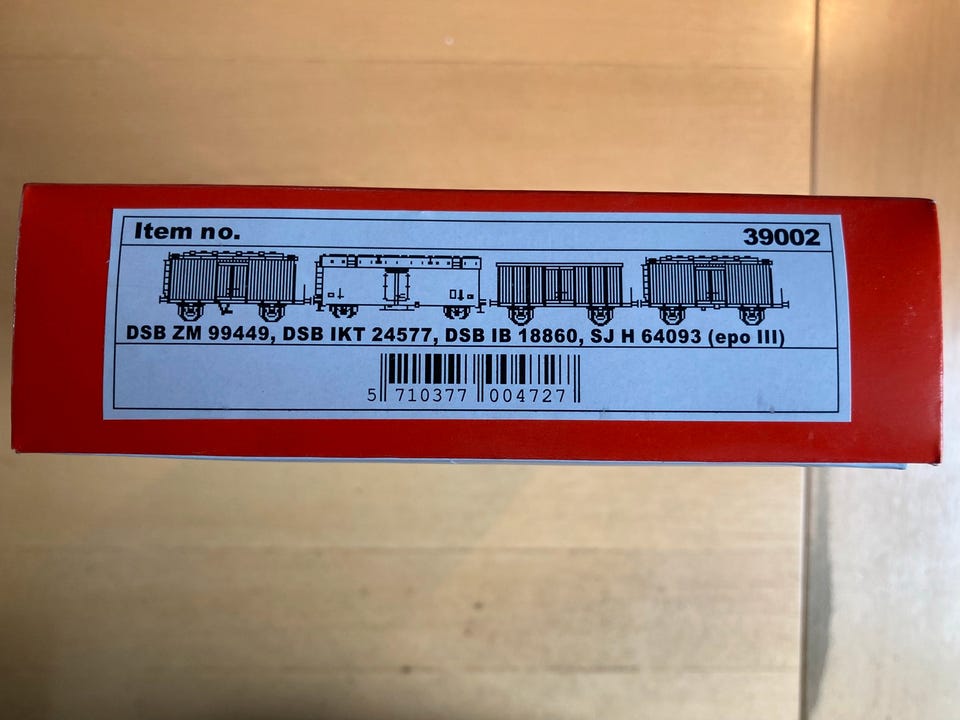 Item no. 39002
DSB ZM 99449, DSB IKT 24577, DSB IB 18860, SJ H 64093 (epo III)
5 710377 004727